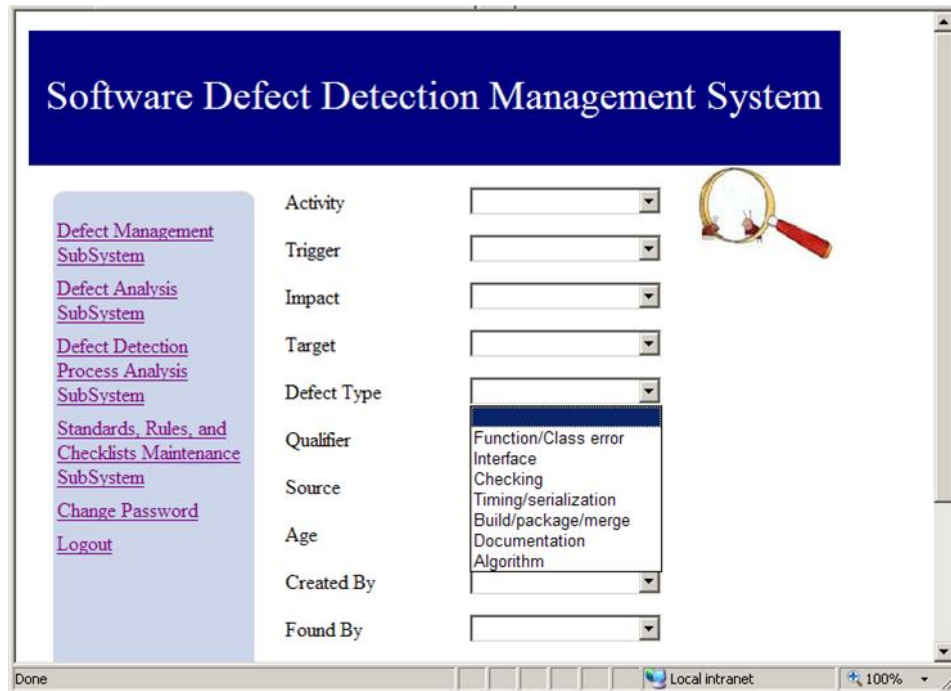 Software Defect Detection Management System
Defect Management
SubSystem
Defect Analysis
SubSystem
Defect Detection
Process Analysis
SubSystem
Standards, Rules, and
Checklists Maintenance
SubSystem
Change Password
Logout
Activity
Trigger
Impact
Target
Defect Type
Function/Class error
Interface
Checking
Timing/serialization
Build/package/merge
Documentation
Algorithm
Qualifier
Source
Age
Created By
Found By
Done
Local intranet
100%